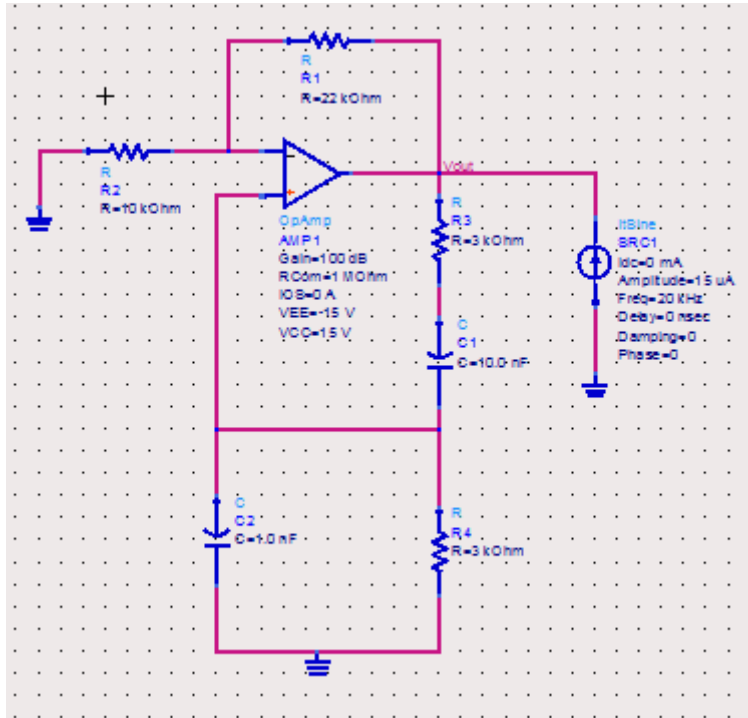 R
R1
R=22 kOhm
R
R2
R=10 kOhm
OpAmp
AMP1
Gain=100 dB
RCom=1 MOhm
IOS=0 A
VEE=-15 V
VCC=15 V
Vout
R
R3
R=3 kOhm
C
C1
C=10.0 nF
ItSine
SRC1
Idc=0 mA
Amplitude=15 uA
Freq=20 kHz
Delay=0 nsec
Damping=0
Phase=0
C
C2
C=1.0 nF
R
R4
R=3 kOhm